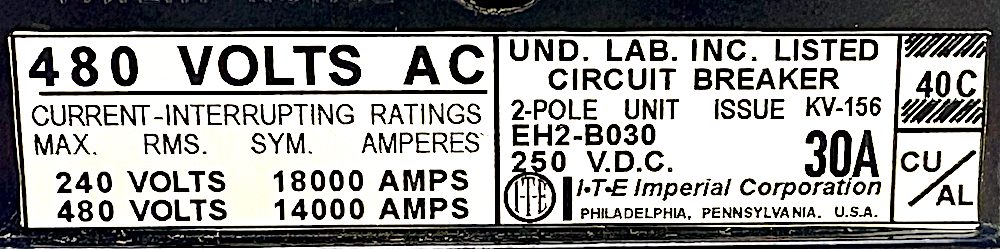 480 VOLTS AC
CURRENT-INTERRUPTING RATINGS
MAX. RMS. SYM. AMPERES
240 VOLTS 18000 AMPS
480 VOLTS 14000 AMPS
UND. LAB. INC. LISTED
CIRCUIT BREAKER
2-POLE UNIT ISSUE KV-156
EH2-B030
250 V.D.C. 30A
I-T-E I•T•E Imperial Corporation
PHILADELPHIA, PENNSYLVANIA. U.S.A.
40C
CU/AL